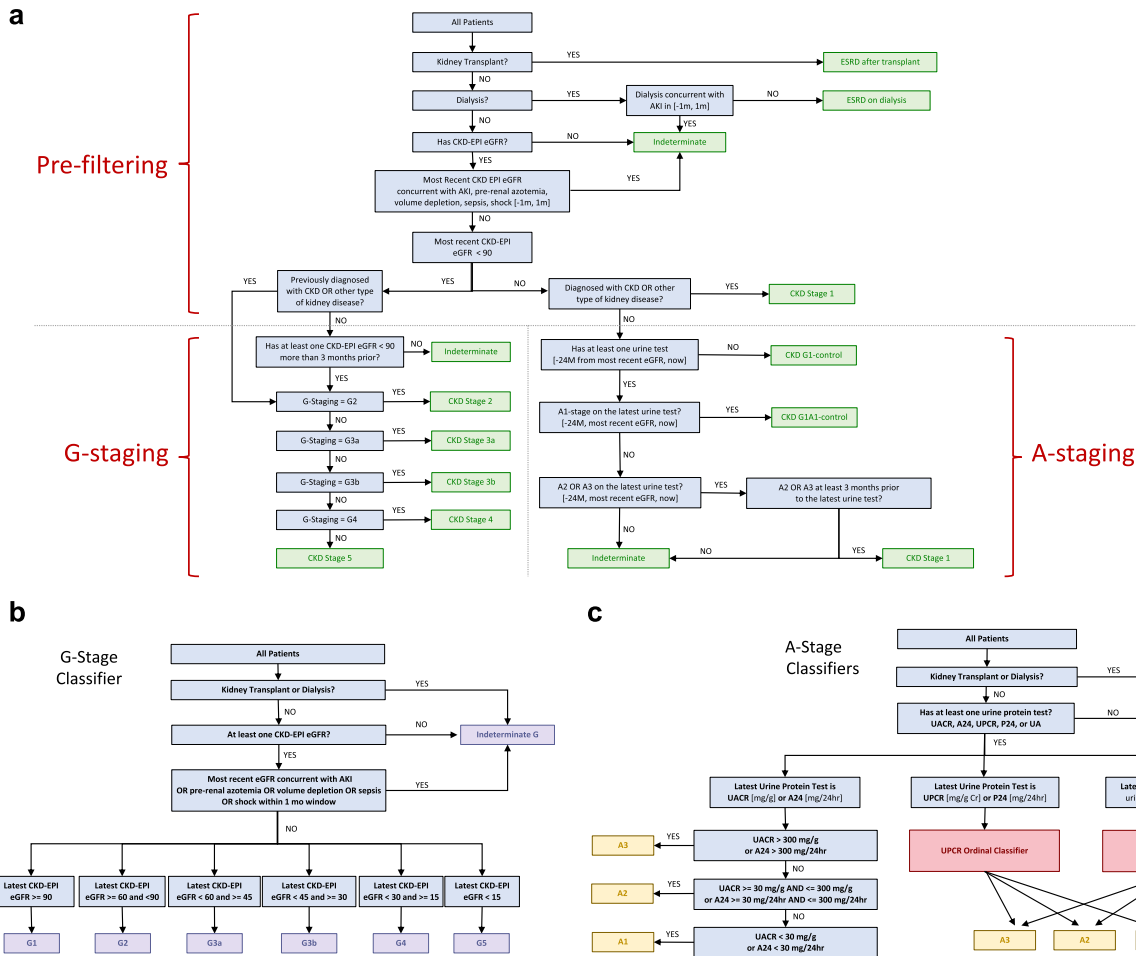 a
All Patients
Kidney Transplant?
YES
ESRD after transplant
NO
Dialysis?
YES
Dialysis concurrent with
AKI in [-1m, 1m]
NO
ESRD on dialysis
NO
YES
Has CKD-EPI eGFR?
NO
Indeterminate
YES
Pre-filtering
Most Recent CKD EPI eGFR
concurrent with AKI, pre-renal azotemia,
volume depletion, sepsis, shock [-1m, 1m]
YES
NO
Most recent CKD-EPI
eGFR < 90
YES
Previously diagnosed
with CKD OR other type
of kidney disease?
YES
NO
Diagnosed with CKD OR other
type of kidney disease?
YES
CKD Stage 1
NO
NO
Has at least one CKD-EPI eGFR < 90
more than 3 months prior?
NO
Indeterminate
YES
G-Staging = G2
YES
CKD Stage 2
NO
G-Staging = G3a
YES
CKD Stage 3a
NO
G-staging
G-Staging = G3b
YES
CKD Stage 3b
NO
G-Staging = G4
YES
CKD Stage 4
NO
CKD Stage 5
Has at least one urine test
[-24M from most recent eGFR, now]
NO
CKD G1-control
YES
A1-stage on the latest urine test?
[-24M, most recent eGFR, now]
YES
CKD G1A1-control
NO
A-staging
A2 OR A3 on the latest urine test?
[-24M, most recent eGFR, now]
YES
A2 OR A3 at least 3 months prior
to the latest urine test?
NO
Indeterminate
NO
YES
CKD Stage 1
b
G-Stage
Classifier
All Patients
Kidney Transplant or Dialysis?
YES
NO
At least one CKD-EPI eGFR?
NO
Indeterminate G
YES
Most recent eGFR concurrent with AKI
OR pre-renal azotemia OR volume depletion OR sepsis
OR shock within 1 mo window
YES
NO
Latest CKD-EPI
eGFR >= 90
Latest CKD-EPI
eGFR >= 60 and <90
Latest CKD-EPI
eGFR < 60 and >= 45
Latest CKD-EPI
eGFR < 45 and >= 30
Latest CKD-EPI
eGFR < 30 and >= 15
Latest CKD-EPI
eGFR < 15
G1
G2
G3a
G3b
G4
G5
c
A-Stage
Classifiers
All Patients
Kidney Transplant or Dialysis?
YES
NO
Has at least one urine protein test?
UACR, A24, UPCR, P24, or UA
NO
YES
Latest Urine Protein Test is
UACR [mg/g] or A24 [mg/24hr]
Latest Urine Protein Test is
UPCR [mg/g Cr] or P24 [mg/24hr]
UACR > 300 mg/g
or A24 > 300 mg/24hr
YES
A3
NO
UACR >= 30 mg/g AND <= 300 mg/g
or A24 >= 30 mg/24hr AND <= 300 mg/24hr
YES
A2
NO
UACR < 30 mg/g
or A24 < 30 mg/24hr
YES
A1
UPCR Ordinal Classifier
A3
A2